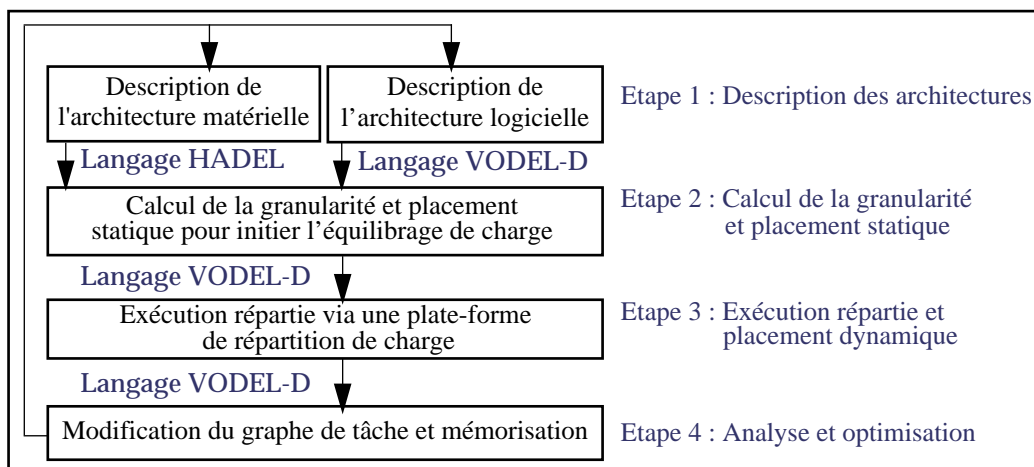 Description de
l'architecture matérielle
Description de
l’architecture logicielle
Etape 1 : Description des architectures
Langage HADEL
Langage VODEL-D
Calcul de la granularité et placement
statique pour initier l’équilibrage de charge
Etape 2 : Calcul de la granularité
et placement statique
Langage VODEL-D
Exécution répartie via une plate-forme
de répartition de charge
Etape 3 : Exécution répartie et
placement dynamique
Langage VODEL-D
Modification du graphe de tâche et mémorisation
Etape 4 : Analyse et optimisation